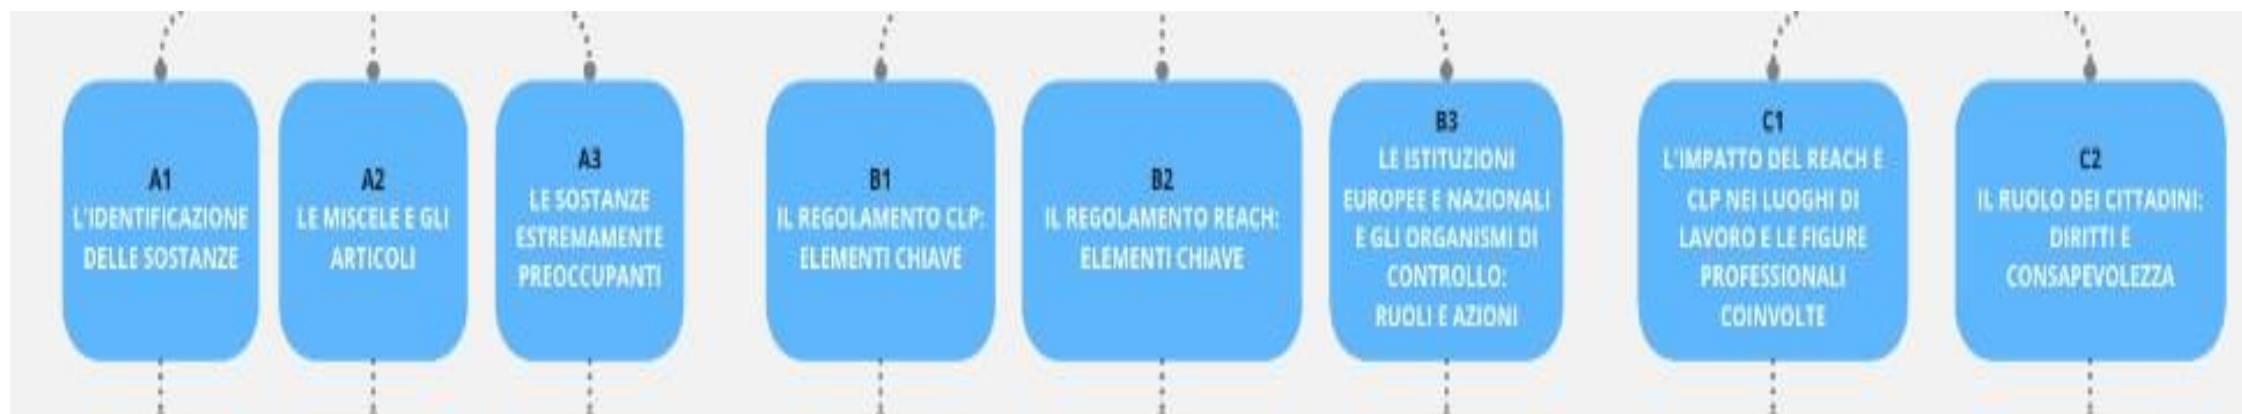 A1
L'IDENTIFICAZIONE
DELLE SOSTANZE
A2
LE MISCELE E GLI
ARTICOLI
A3
LE SOSTANZE
ESTREMAMENTE
PREOCCUPANTI
B1
IL REGOLAMENTO CLP:
ELEMENTI CHIAVE
B2
IL REGOLAMENTO REACH:
ELEMENTI CHIAVE
B3
LE ISTITUZIONI
EUROPEE E NAZIONALI
E GLI ORGANISMI DI
CONTROLLO:
RUOLI E AZIONI
C1
L'IMPATTO DEL REACH E
CLP NEI LUOGHI DI
LAVORO E LE FIGURE
PROFESSIONALI
COINVOLTE
C2
IL RUOLO DEI CITTADINI:
DIRITTI E
CONSAPEVOLEZZA